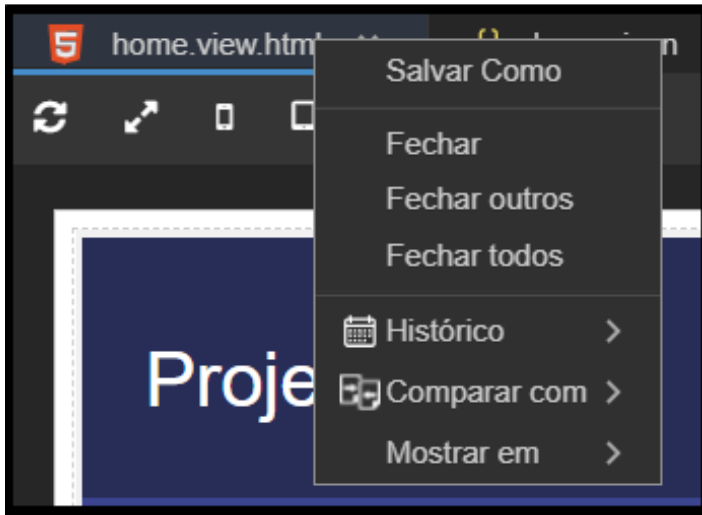 home.view.html
Salvar Como
Fechar
Fechar outros
Fechar todos
Histórico
Comparar com
Mostrar em
Proje